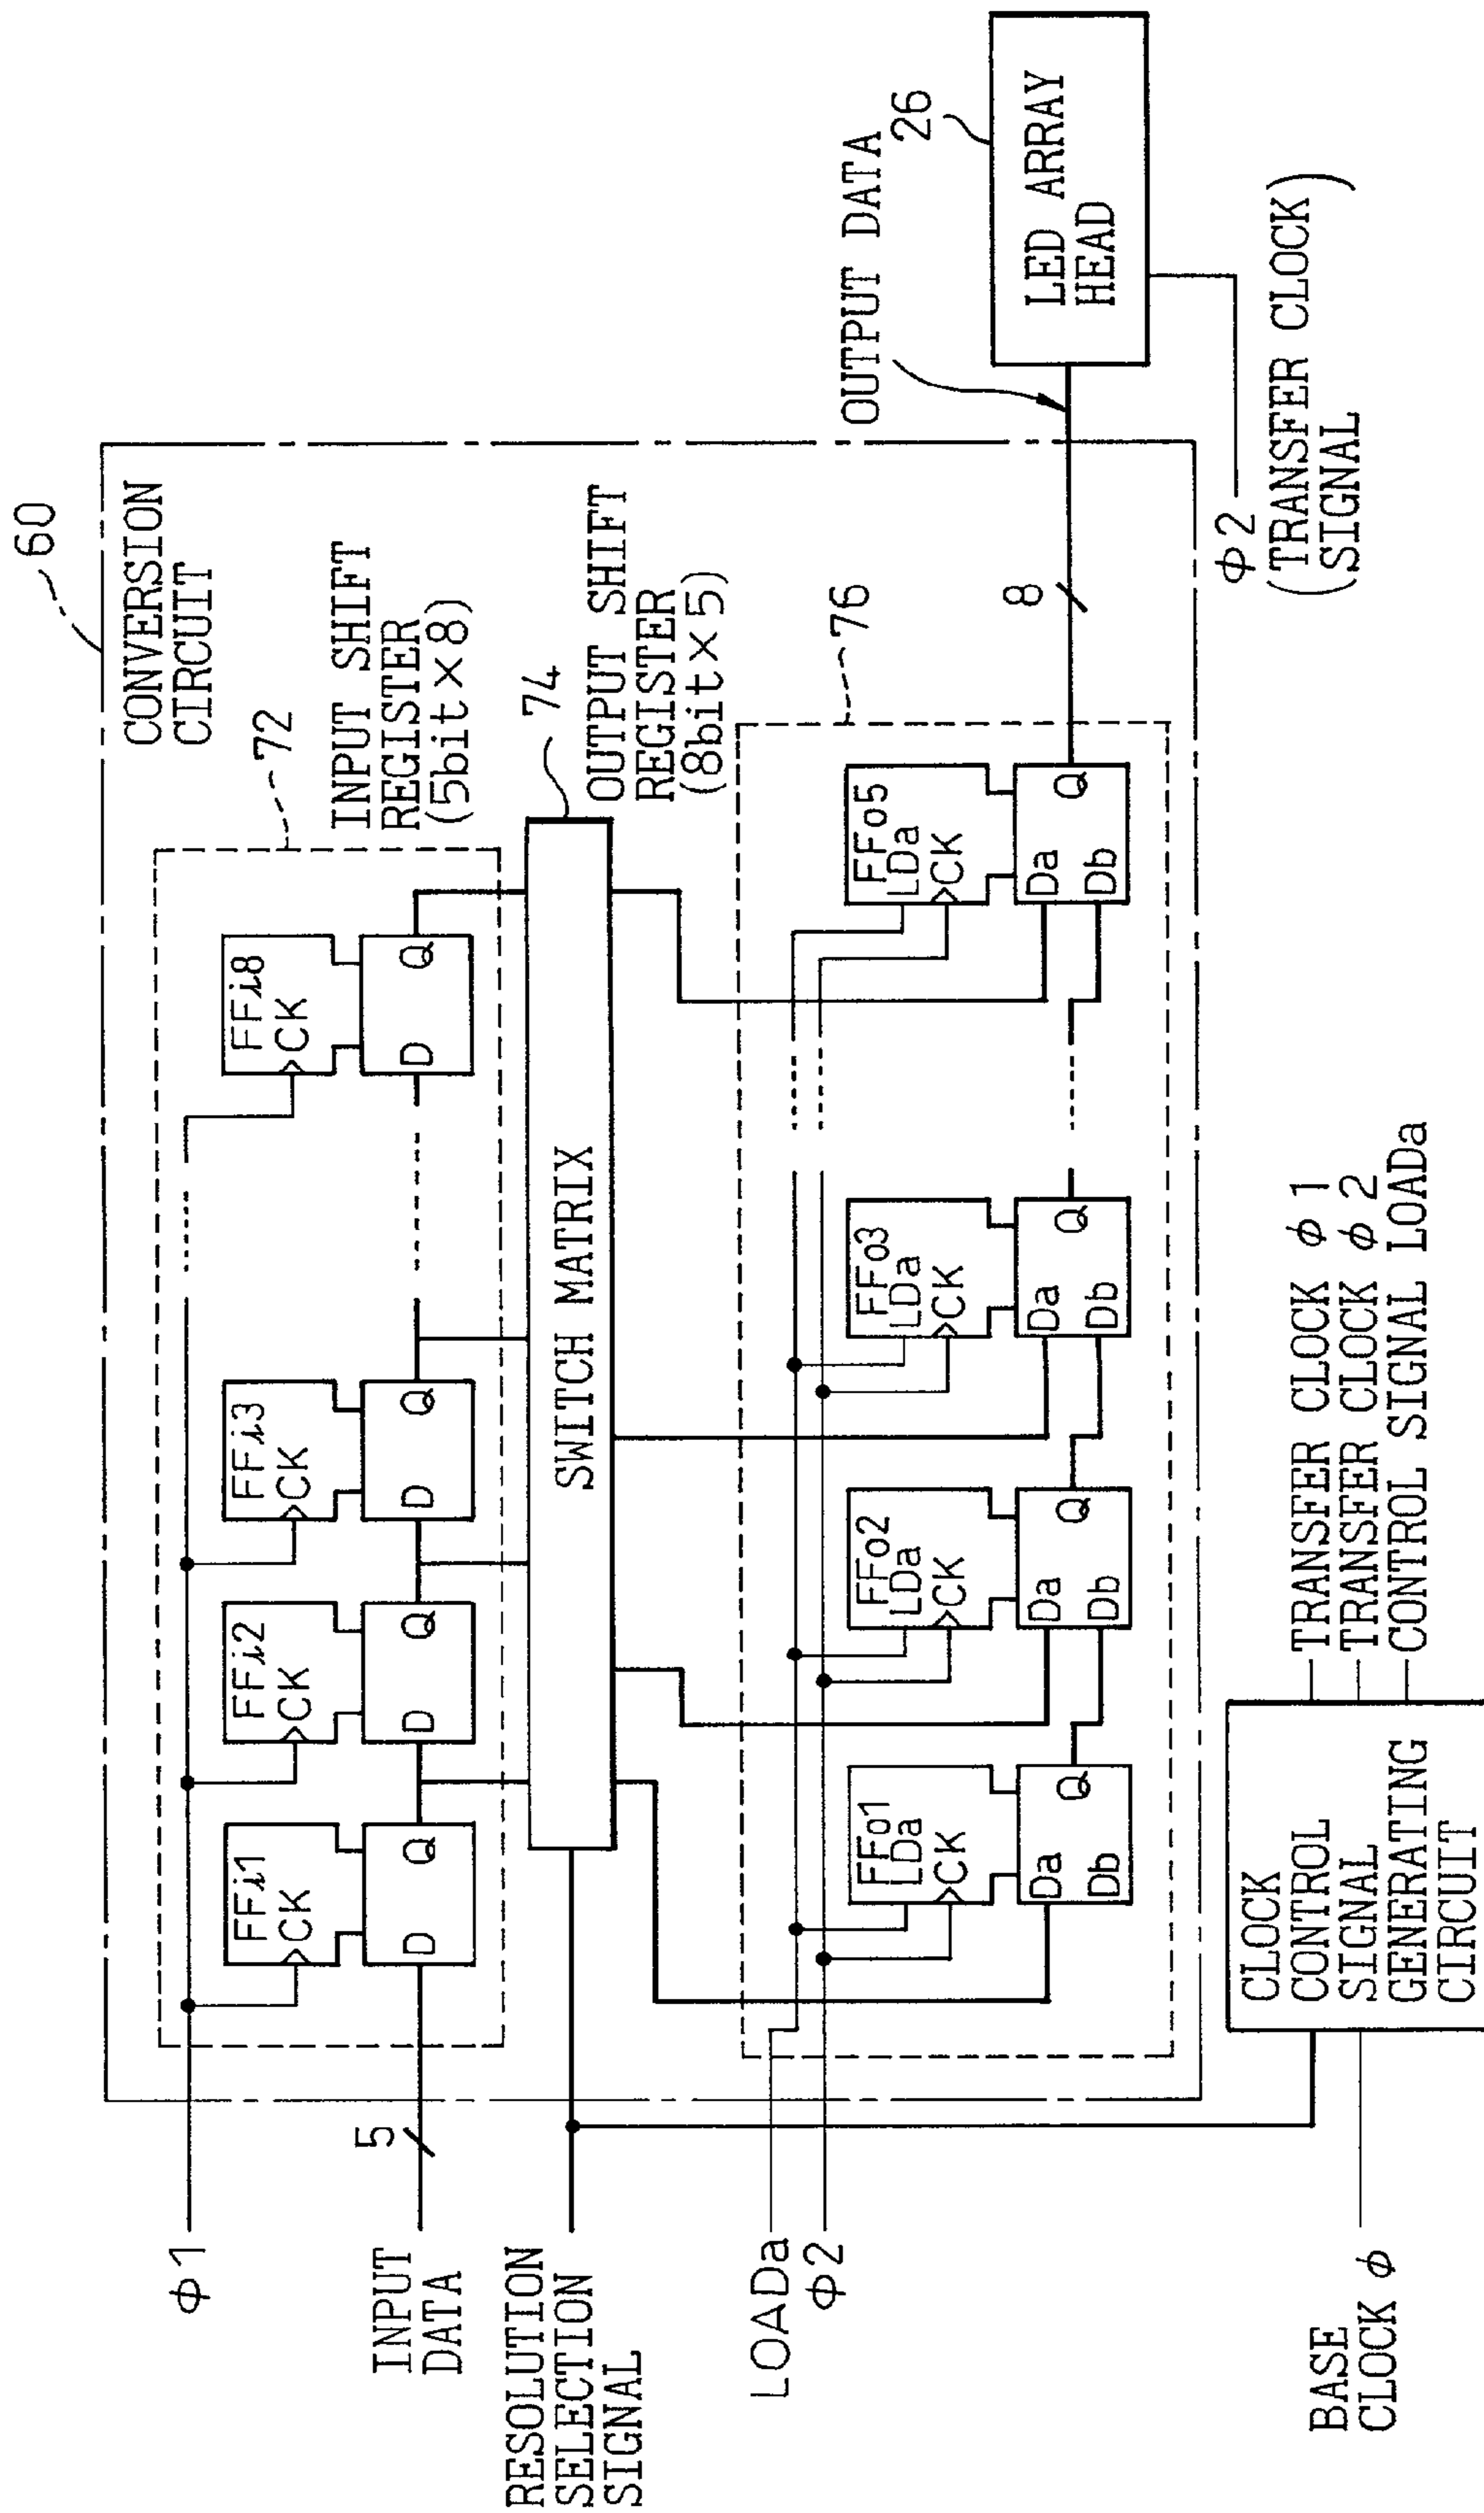 60
CONVERSION
CIRCUIT
72
INPUT SHIFT
REGISTER
(5bit×8)
Φ1
FFi1
CK
D
Q
FFi2
CK
D
Q
FFi3
CK
D
Q
FFi8
CK
D
Q
INPUT
DATA
5
74
SWITCH MATRIX
RESOLUTION
SELECTION
SIGNAL
OUTPUT SHIFT
REGISTER
(8bit×5)
76
LOADa
Φ2
FFo1
LDa
CK
Da
Db
Q
FFo2
LDa
CK
Da
Db
Q
FFo3
LDa
CK
Da
Db
Q
FFo5
LDa
CK
Da
Db
Q
8
OUTPUT DATA
26
LED ARRAY
HEAD
Φ2
(TRANSFER CLOCK)
(SIGNAL)
BASE
CLOCK ϕ
CLOCK
CONTROL
SIGNAL
GENERATING
CIRCUIT
TRANSFER CLOCK ϕ1
TRANSFER CLOCK ϕ2
CONTROL SIGNAL LOADa